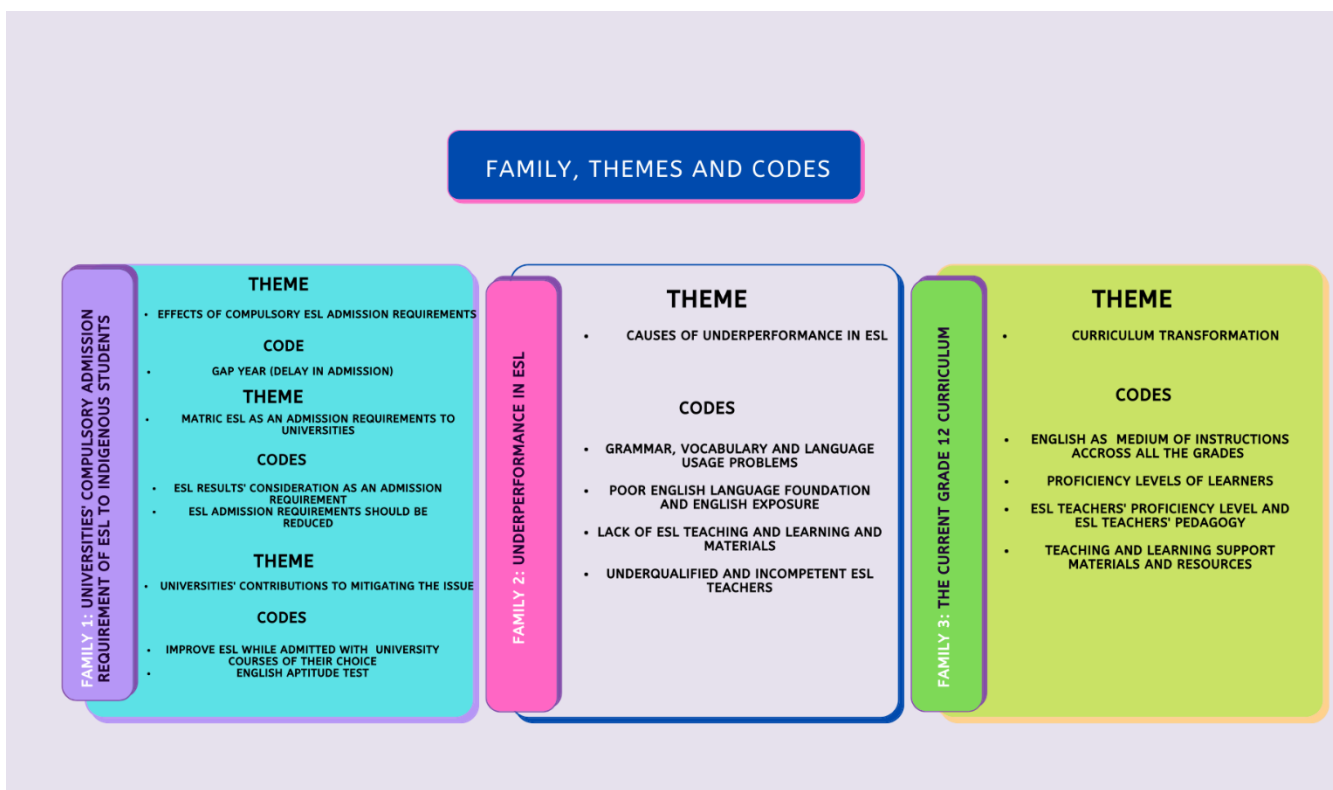 FAMILY, THEMES AND CODES
FAMILY 1: UNIVERSITIES' COMPULSORY ADMISSION
REQUIREMENT OF ESL TO INDIGENOUS STUDENTS
THEME
• EFFECTS OF COMPULSORY ESL ADMISSION REQUIREMENTS
CODE
• GAP YEAR (DELAY IN ADMISSION)
THEME
• MATRIC ESL AS AN ADMISSION REQUIREMENTS TO
UNIVERSITIES
CODES
• ESL RESULTS' CONSIDERATION AS AN ADMISSION
REQUIREMENT
• ESL ADMISSION REQUIREMENTS SHOULD BE
REDUCED
THEME
• UNIVERSITIES' CONTRIBUTIONS TO MITIGATING THE ISSUE
CODES
• IMPROVE ESL WHILE ADMITTED WITH UNIVERSITY
COURSES OF THEIR CHOICE
• ENGLISH APTITUDE TEST
FAMILY 2: UNDERPERFORMANCE IN ESL
THEME
• CAUSES OF UNDERPERFORMANCE IN ESL
CODES
• GRAMMAR, VOCABULARY AND LANGUAGE
USAGE PROBLEMS
• POOR ENGLISH LANGUAGE FOUNDATION
AND ENGLISH EXPOSURE
• LACK OF ESL TEACHING AND LEARNING AND
MATERIALS
• UNDERQUALIFIED AND INCOMPETENT ESL
TEACHERS
FAMILY 3: THE CURRENT GRADE 12 CURRICULUM
THEME
• CURRICULUM TRANSFORMATION
CODES
• ENGLISH AS MEDIUM OF INSTRUCTIONS
ACCROSS ALL THE GRADES
• PROFICIENCY LEVELS OF LEARNERS
• ESL TEACHERS' PROFICIENCY LEVEL AND
ESL TEACHERS' PEDAGOGY
• TEACHING AND LEARNING SUPPORT
MATERIALS AND RESOURCES